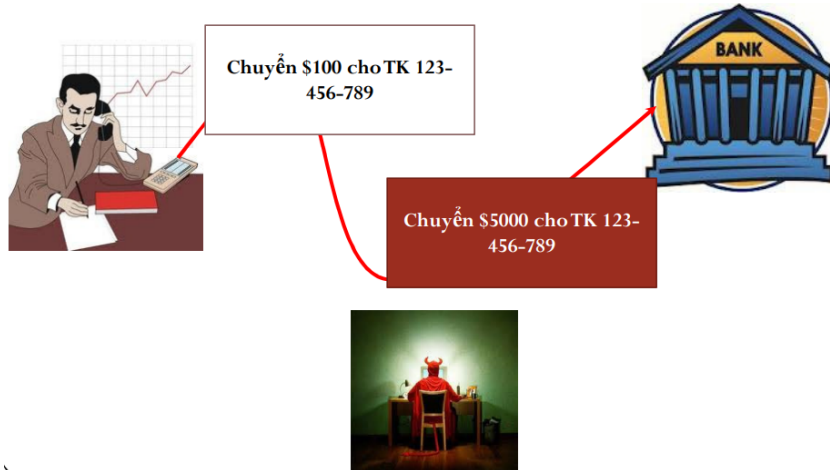 Chuyển $100 cho TK 123-
456-789
BANK
Chuyển $5000 cho TK 123-
456-789